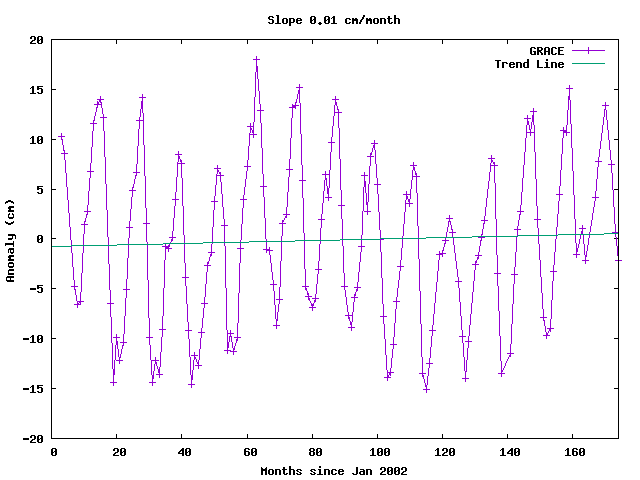 Slope 0.01 cm/month
GRACE
Trend Line
20
15
10
5
0
-5
-10
-15
-20
Anomaly (cm)
0 20 40 60 80 100 120 140 160
Months since Jan 2002